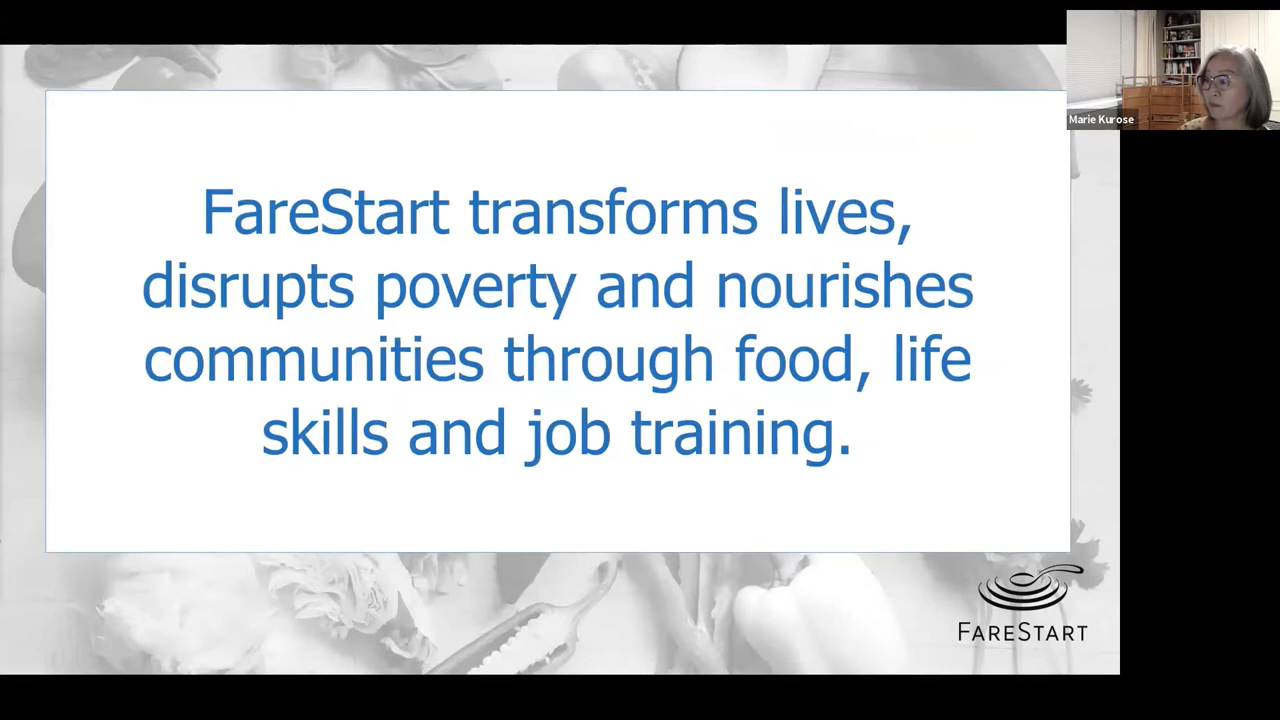 Marie Kurose
FareStart transforms lives,
disrupts poverty and nourishes
communities through food, life
skills and job training.
FARESTART